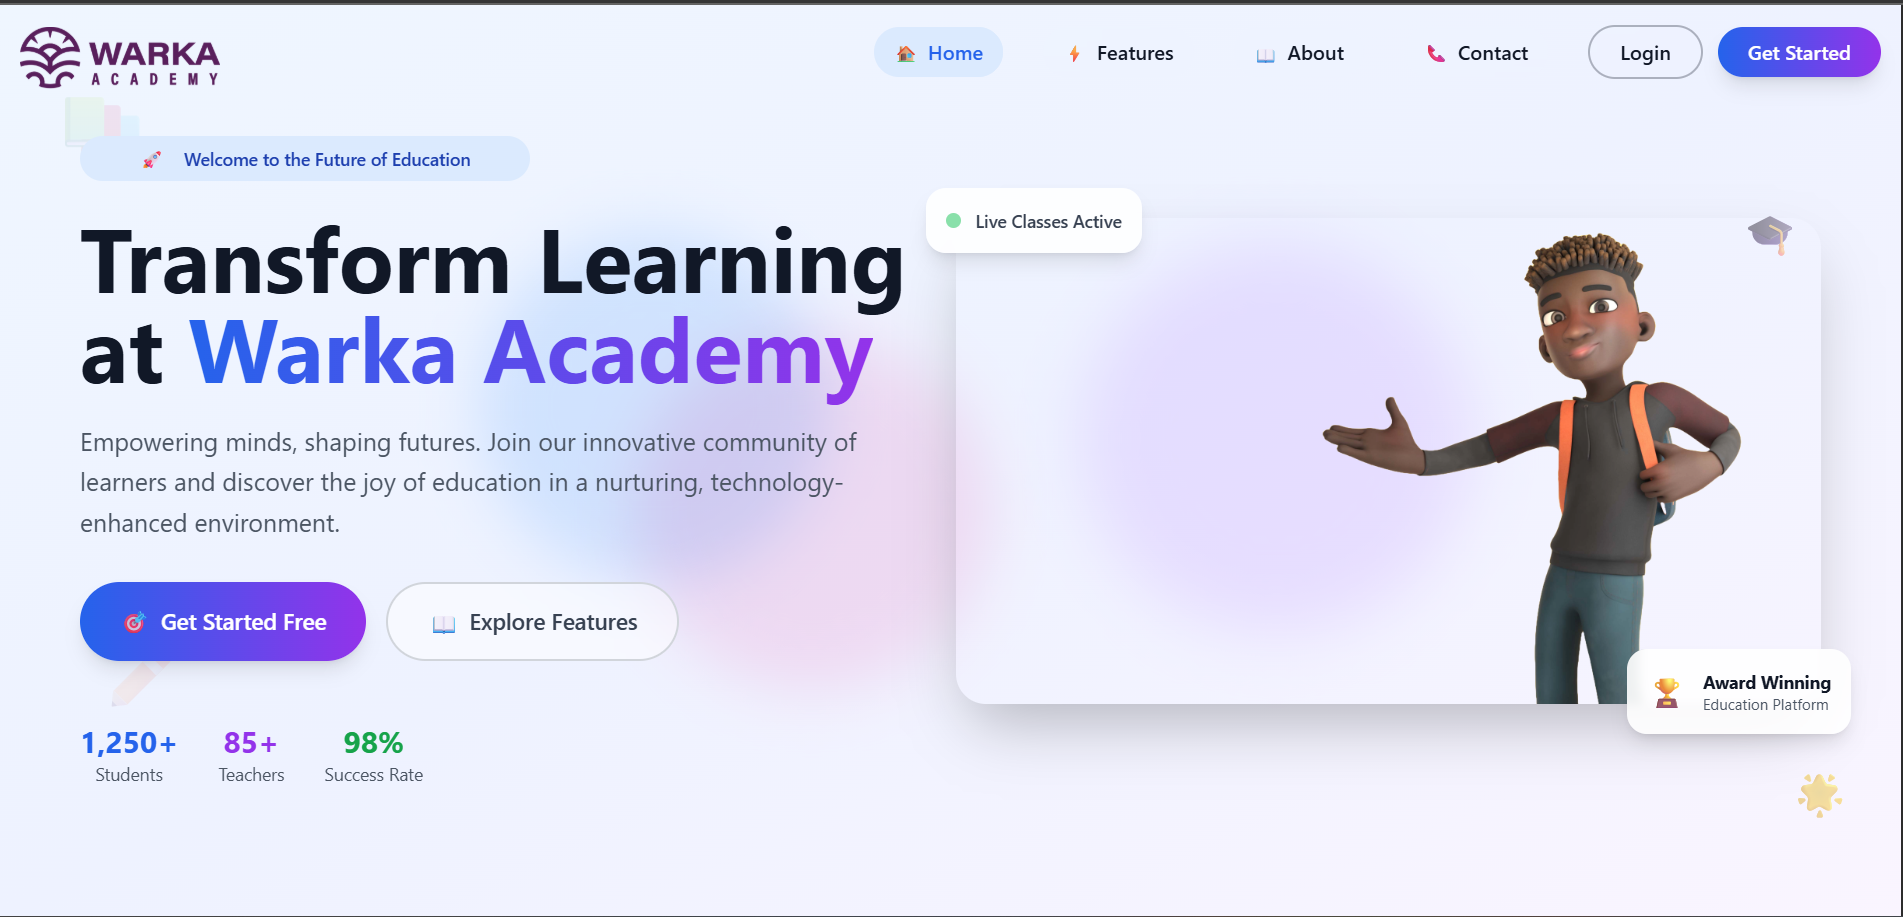 WARKA
ACADEMY
Home
Features
About
Contact
Login
Get Started
Welcome to the Future of Education
Transform Learning
at Warka Academy
Empowering minds, shaping futures. Join our innovative community of
learners and discover the joy of education in a nurturing, technology-
enhanced environment.
Get Started Free
Explore Features
1,250+
Students
85+
Teachers
98%
Success Rate
Live Classes Active
Award Winning
Education Platform